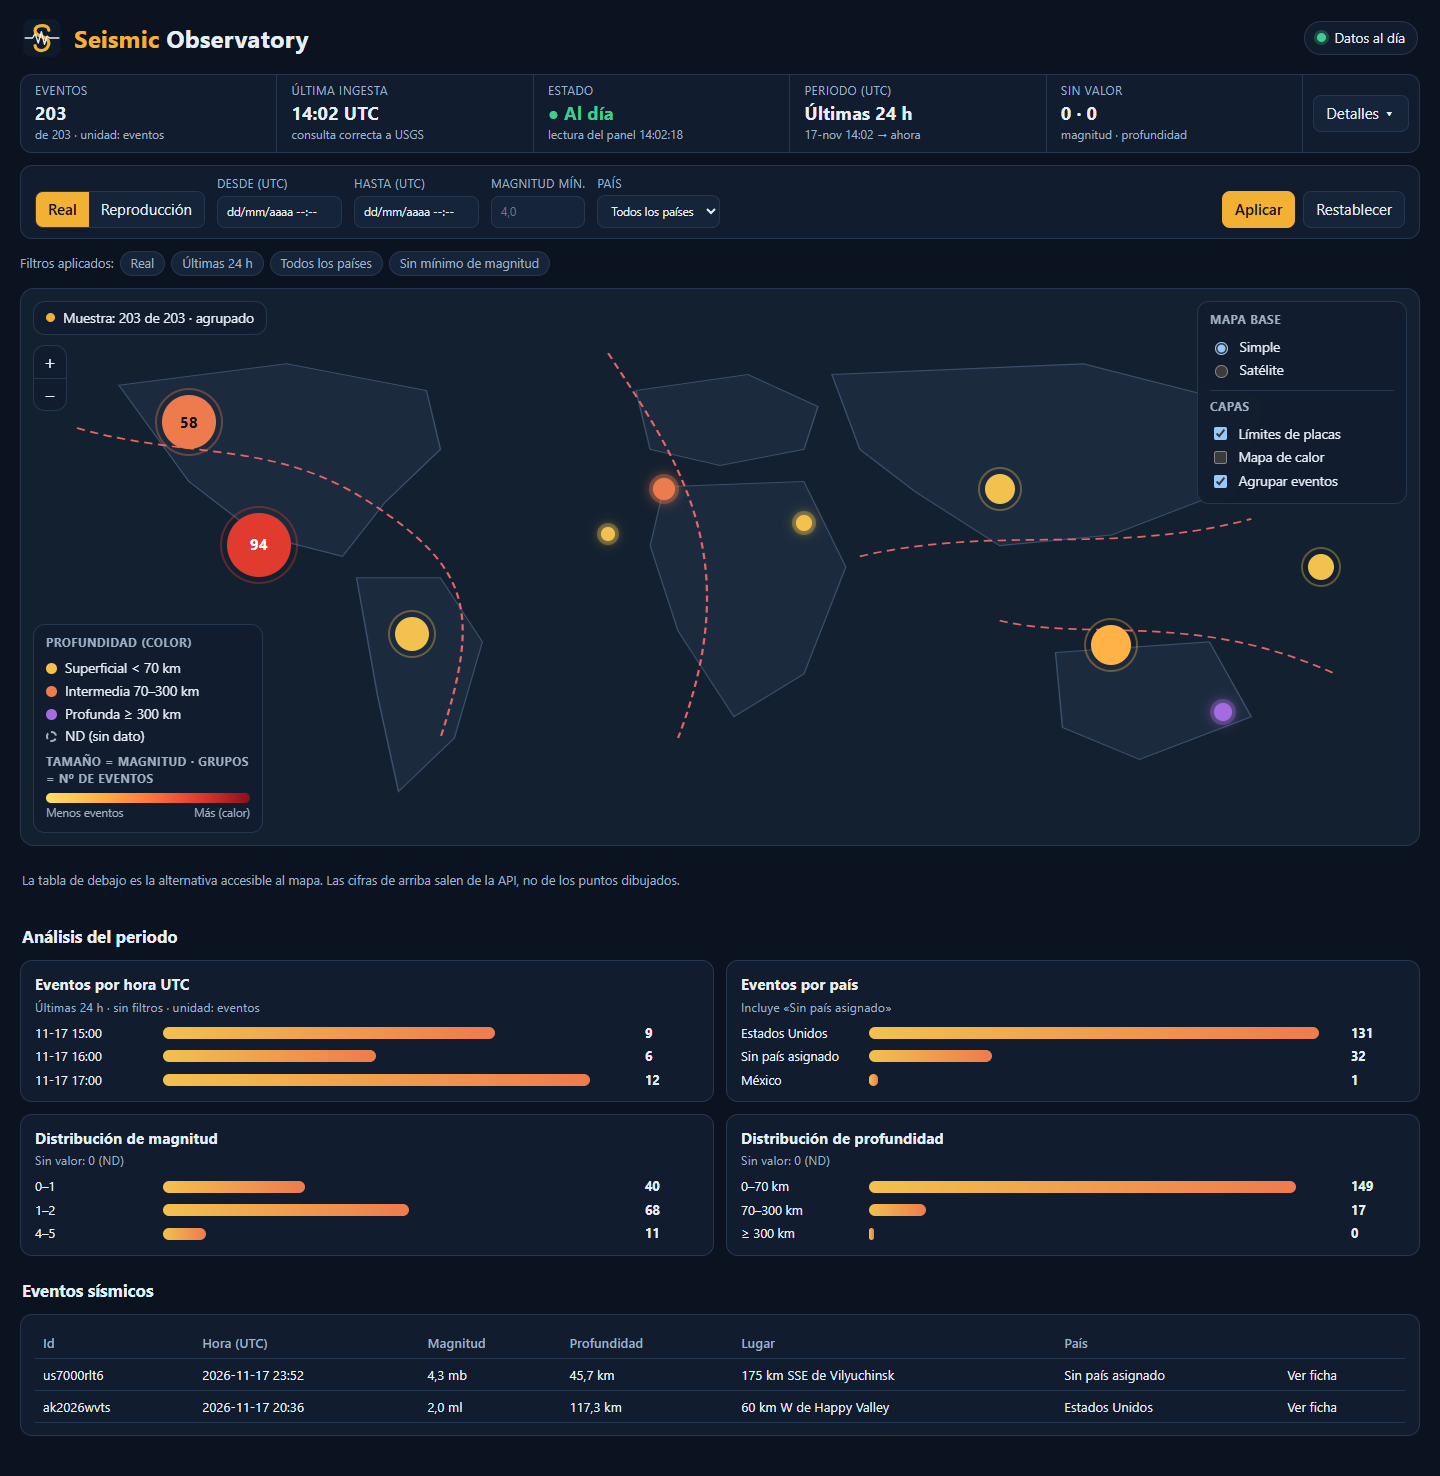 Seismic Observatory
Datos al día
EVENTOS
203
de 203 · unidad: eventos
ÚLTIMA INGESTA
14:02 UTC
consulta correcta a USGS
ESTADO
● Al día
lectura del panel 14:02:18
PERIODO (UTC)
Últimas 24 h
17-nov 14:02 → ahora
SIN VALOR
0 · 0
magnitud · profundidad
Detalles ▾
Real
Reproducción
DESDE (UTC)
dd/mm/aaaa --:--
HASTA (UTC)
dd/mm/aaaa --:--
MAGNITUD MÍN.
4,0
PAÍS
Todos los países
Aplicar
Restablecer
Filtros aplicados:
Real
Últimas 24 h
Todos los países
Sin mínimo de magnitud
Muestra: 203 de 203 · agrupado
+
−
58
94
MAPA BASE
Simple
Satélite
CAPAS
Límites de placas
Mapa de calor
Agrupar eventos
PROFUNDIDAD (COLOR)
Superficial < 70 km
Intermedia 70–300 km
Profunda ≥ 300 km
ND (sin dato)
TAMAÑO = MAGNITUD · GRUPOS
= Nº DE EVENTOS
Menos eventos
Más (calor)
La tabla de debajo es la alternativa accesible al mapa. Las cifras de arriba salen de la API, no de los puntos dibujados.
Análisis del periodo
Eventos por hora UTC
Últimas 24 h · sin filtros · unidad: eventos
11-17 15:00 9
11-17 16:00 6
11-17 17:00 12
Eventos por país
Incluye «Sin país asignado»
Estados Unidos 131
Sin país asignado 32
México 1
Distribución de magnitud
Sin valor: 0 (ND)
0–1 40
1–2 68
4–5 11
Distribución de profundidad
Sin valor: 0 (ND)
0–70 km 149
70–300 km 17
≥ 300 km 0
Eventos sísmicos
Id Hora (UTC) Magnitud Profundidad Lugar País
us7000rlt6 2026-11-17 23:52 4,3 mb 45,7 km 175 km SSE de Vilyuchinsk Sin país asignado Ver ficha
ak2026wvts 2026-11-17 20:36 2,0 ml 117,3 km 60 km W de Happy Valley Estados Unidos Ver ficha